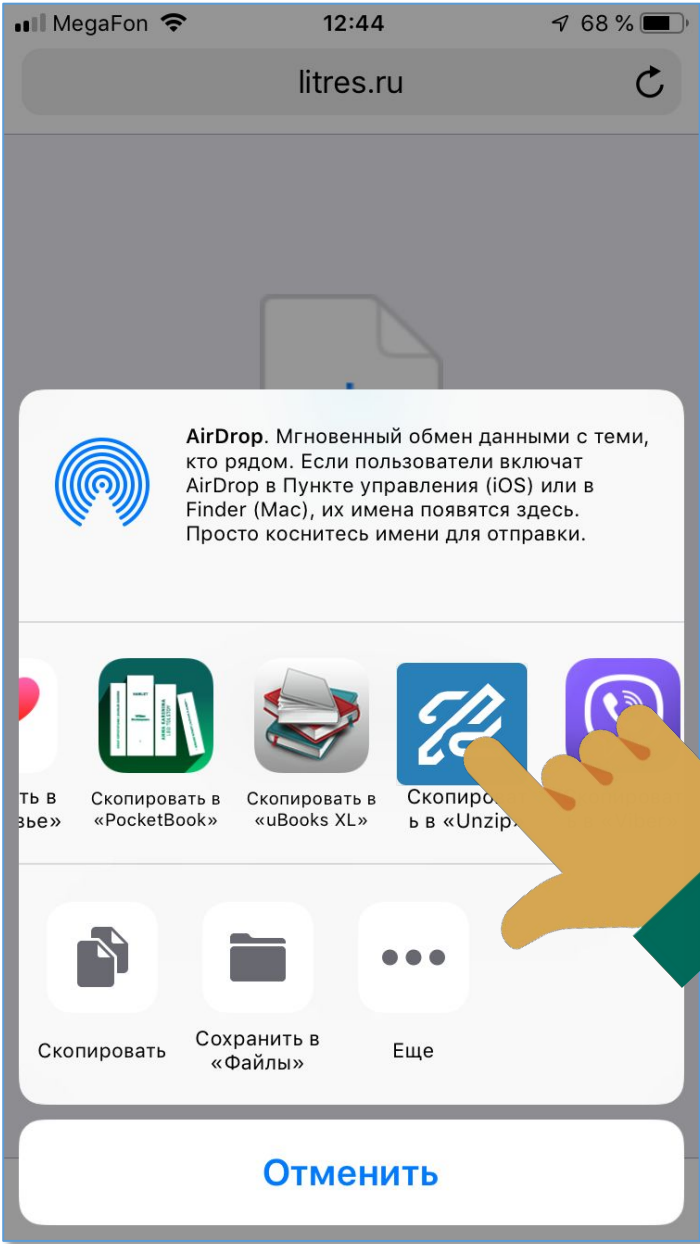 MegaFon
12:44
68 %
litres.ru
AirDrop. Мгновенный обмен данными с теми,
кто рядом. Если пользователи включат
AirDrop в Пункте управления (iOS) или в
Finder (Mac), их имена появятся здесь.
Просто коснитесь имени для отправки.
ть в
вье»
Скопировать в
«PocketBook»
Скопировать в
«uBooks XL»
Скопиро
ь в «Unzip»
Скопировать
Сохранить в
«Файлы»
Еще
Отменить